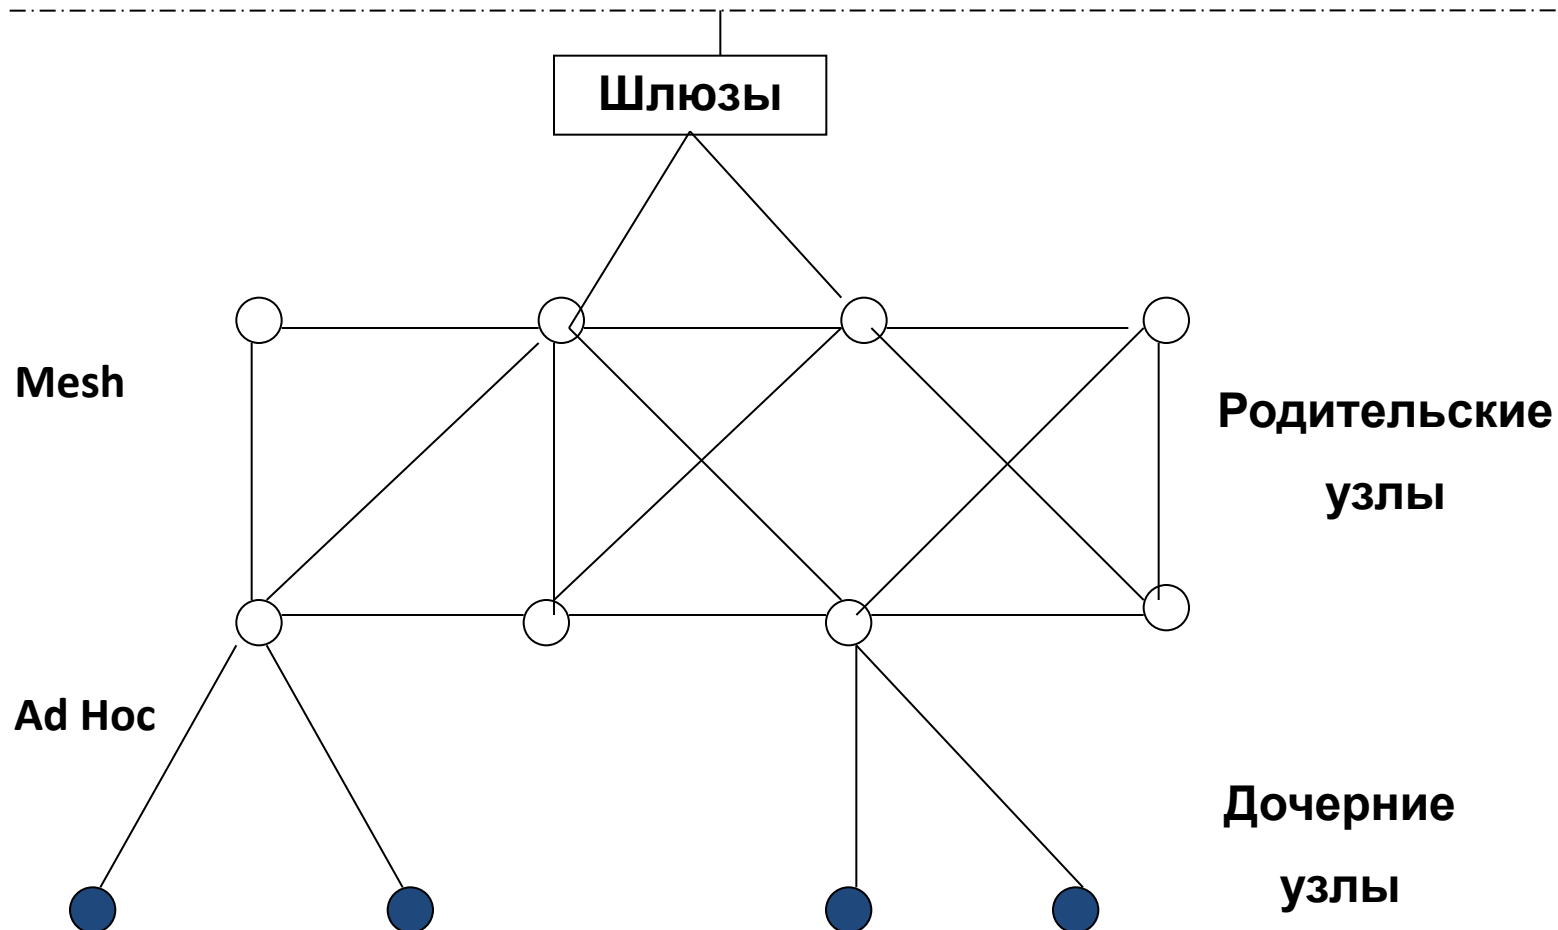 Шлюзы
Mesh
Родительские
узлы
Ad Hoc
Дочерние
узлы